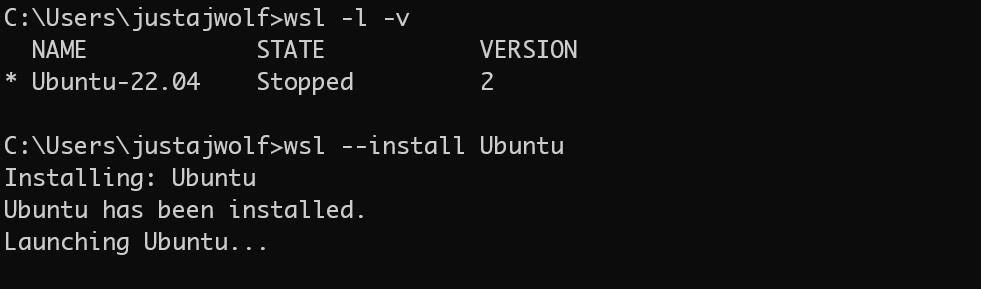 C:\Users\justajwolf>wsl -l -v
  NAME            STATE           VERSION
* Ubuntu-22.04    Stopped         2
C:\Users\justajwolf>wsl --install Ubuntu
Installing: Ubuntu
Ubuntu has been installed.
Launching Ubuntu...